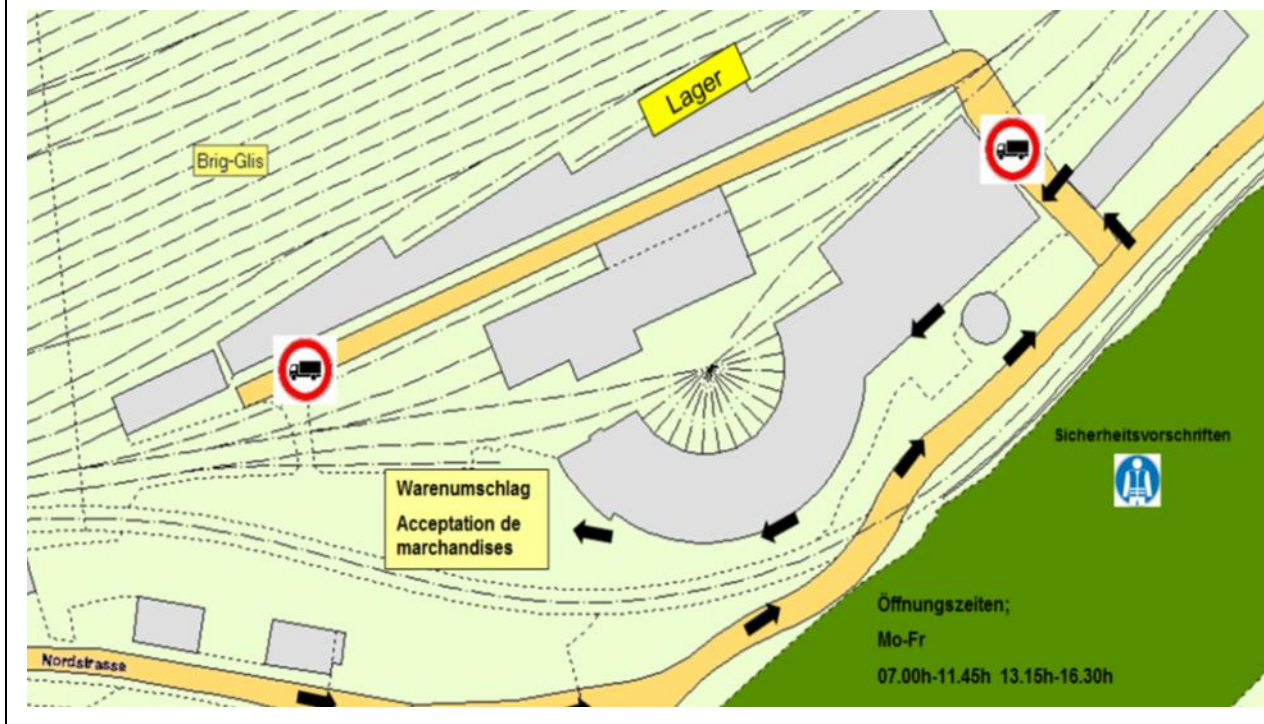 Lager
Brig-Glis
Sicherheitsvorschriften
Warenumschlag
Acceptation de
marchandises
Öffnungszeiten;
Mo-Fr
07.00h-11.45h 13.15h-16.30h
Nordstrasse